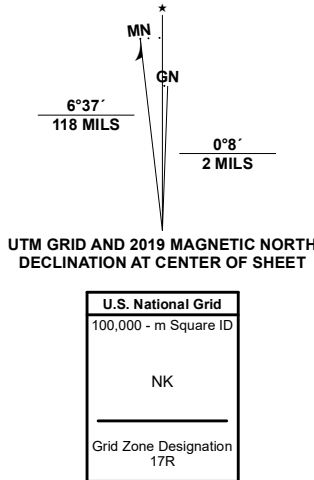 MN
GN
6°37´
118 MILS
0°8´
2 MILS
UTM GRID AND 2019 MAGNETIC NORTH
DECLINATION AT CENTER OF SHEET
U.S. National Grid
100,000 - m Square ID
NK
Grid Zone Designation
17R